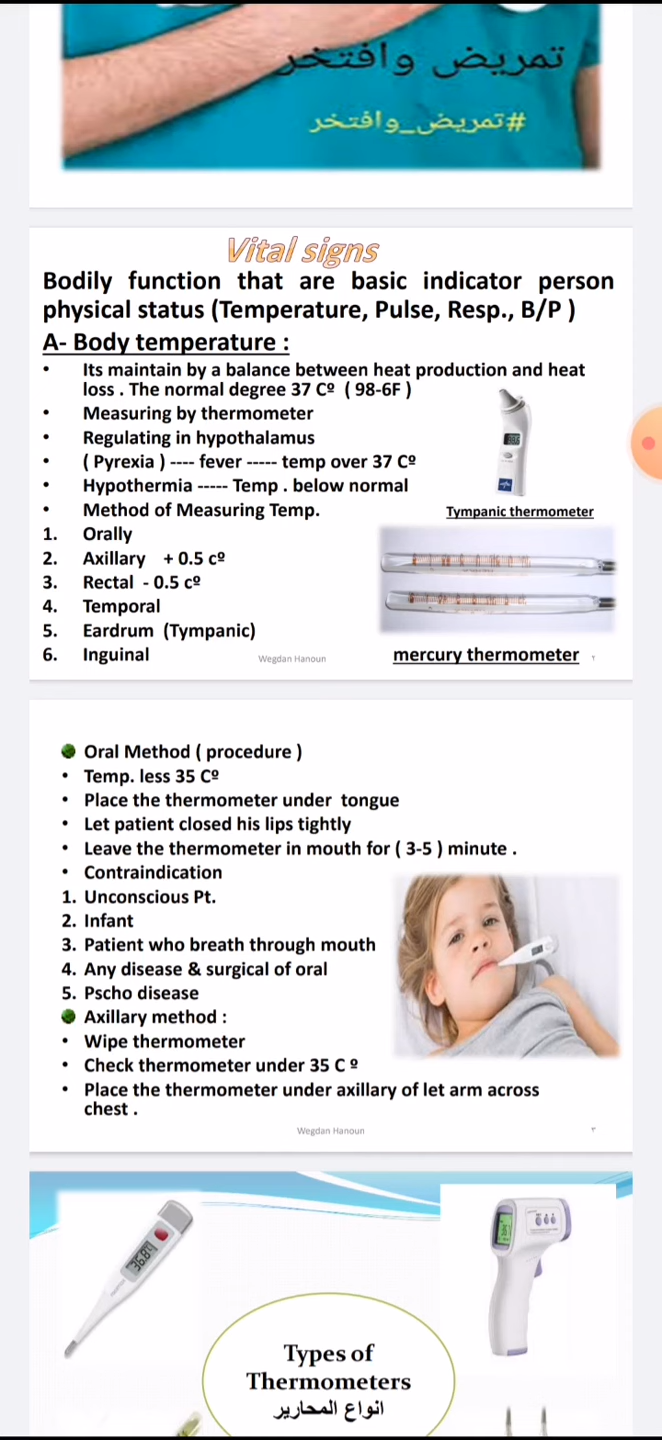 تمريض وافتخر
#تمريض_وافتخر
Vital signs
Bodily function that are basic indicator person
physical status (Temperature, Pulse, Resp., B/P )
A- Body temperature :
• Its maintain by a balance between heat production and heat
loss . The normal degree 37 Cº ( 98-6F )
• Measuring by thermometer
• Regulating in hypothalamus
• ( Pyrexia ) ---- fever ----- temp over 37 Cº
• Hypothermia ----- Temp . below normal
• Method of Measuring Temp.
Tympanic thermometer
1. Orally
2. Axillary + 0.5 cº
3. Rectal - 0.5 cº
4. Temporal
5. Eardrum (Tympanic)
6. Inguinal
mercury thermometer
Wegdan Hanoun
٢
Oral Method ( procedure )
• Temp. less 35 Cº
• Place the thermometer under tongue
• Let patient closed his lips tightly
• Leave the thermometer in mouth for ( 3-5 ) minute .
• Contraindication
1. Unconscious Pt.
2. Infant
3. Patient who breath through mouth
4. Any disease & surgical of oral
5. Pscho disease
Axillary method :
• Wipe thermometer
• Check thermometer under 35 C º
• Place the thermometer under axillary of let arm across
chest .
Wegdan Hanoun
٣
36.8
Types of
Thermometers
انواع المحارير